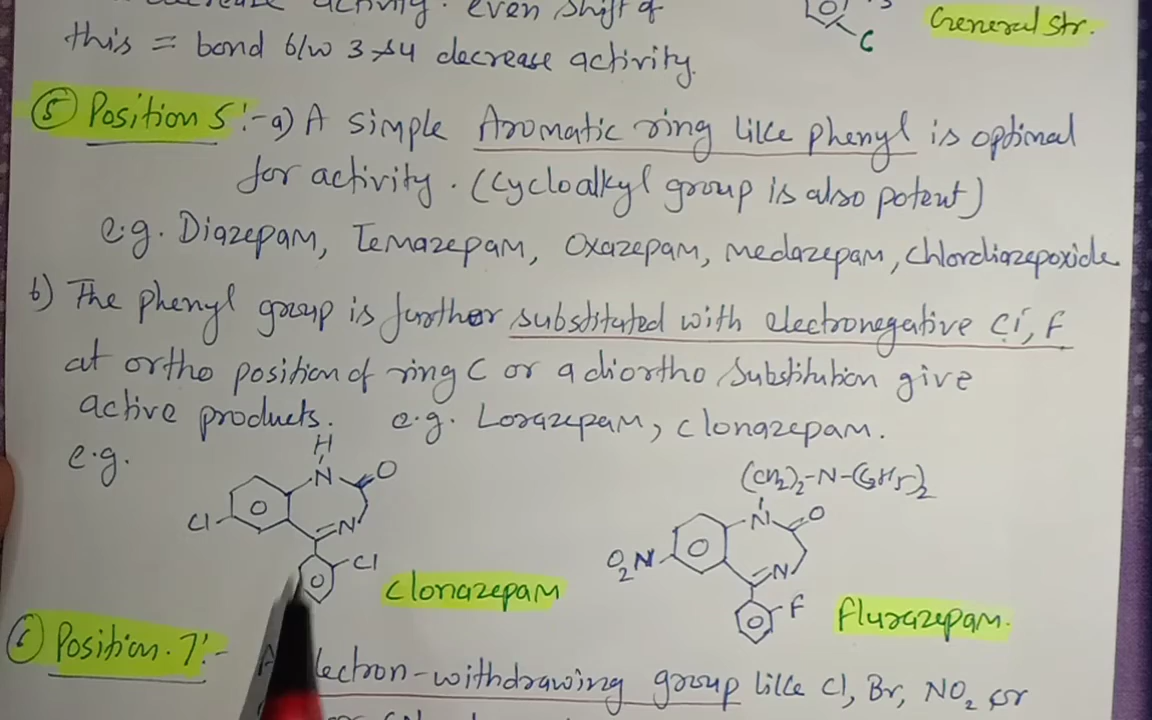 decrease activity. even shift of
this = bond b/w 3 & 4 decrease activity.
C
General Str.
⑤ Position 5:- a) A simple Aromatic ring like phenyl is optimal
for activity. (cycloalkyl group is also potent)
e.g. Diazepam, Temazepam, Oxazepam, medazepam, chlordiazepoxide
b) The phenyl group is further substituted with electronegative Cl, F
at ortho position of ring C or a diortho substitution give
active products. e.g. Lorazepam, clonazepam.
e.g.
H
N
O
Cl
N
Cl
clonazepam
(CH2)2-N-(C2H5)2
N
O
O2N
N
F
flurazepam.
⑥ Position.7:-
lectron-withdrawing group like Cl, Br, NO2 or